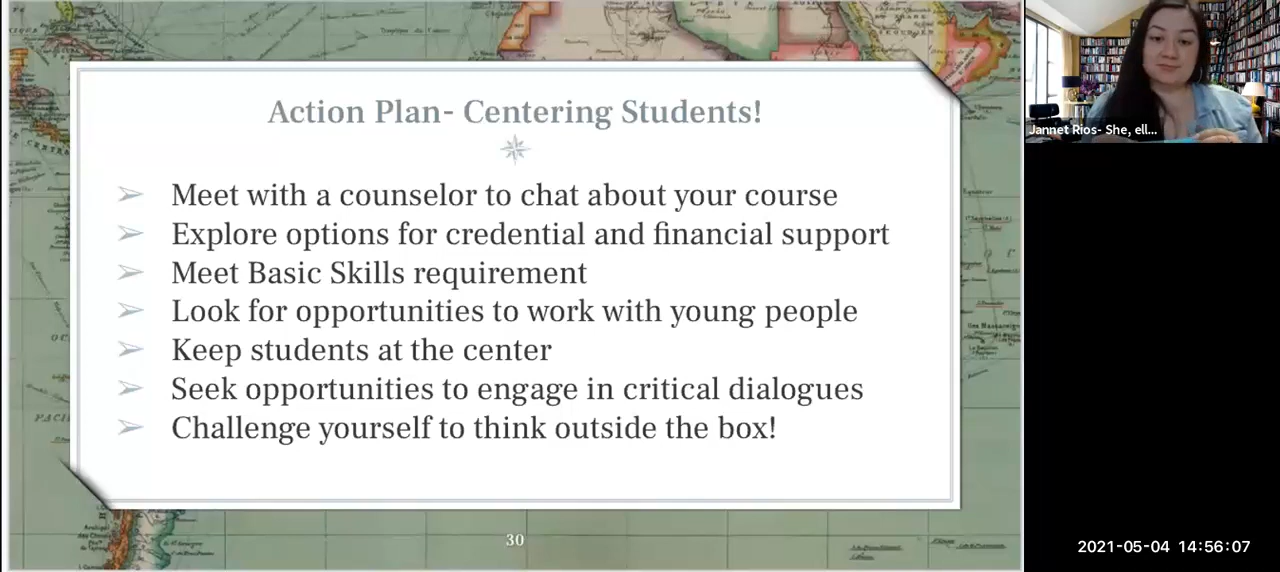 Action Plan- Centering Students!
Meet with a counselor to chat about your course
Explore options for credential and financial support
Meet Basic Skills requirement
Look for opportunities to work with young people
Keep students at the center
Seek opportunities to engage in critical dialogues
Challenge yourself to think outside the box!
30
Jannet Rios- She, ell...
2021-05-04 14:56:07